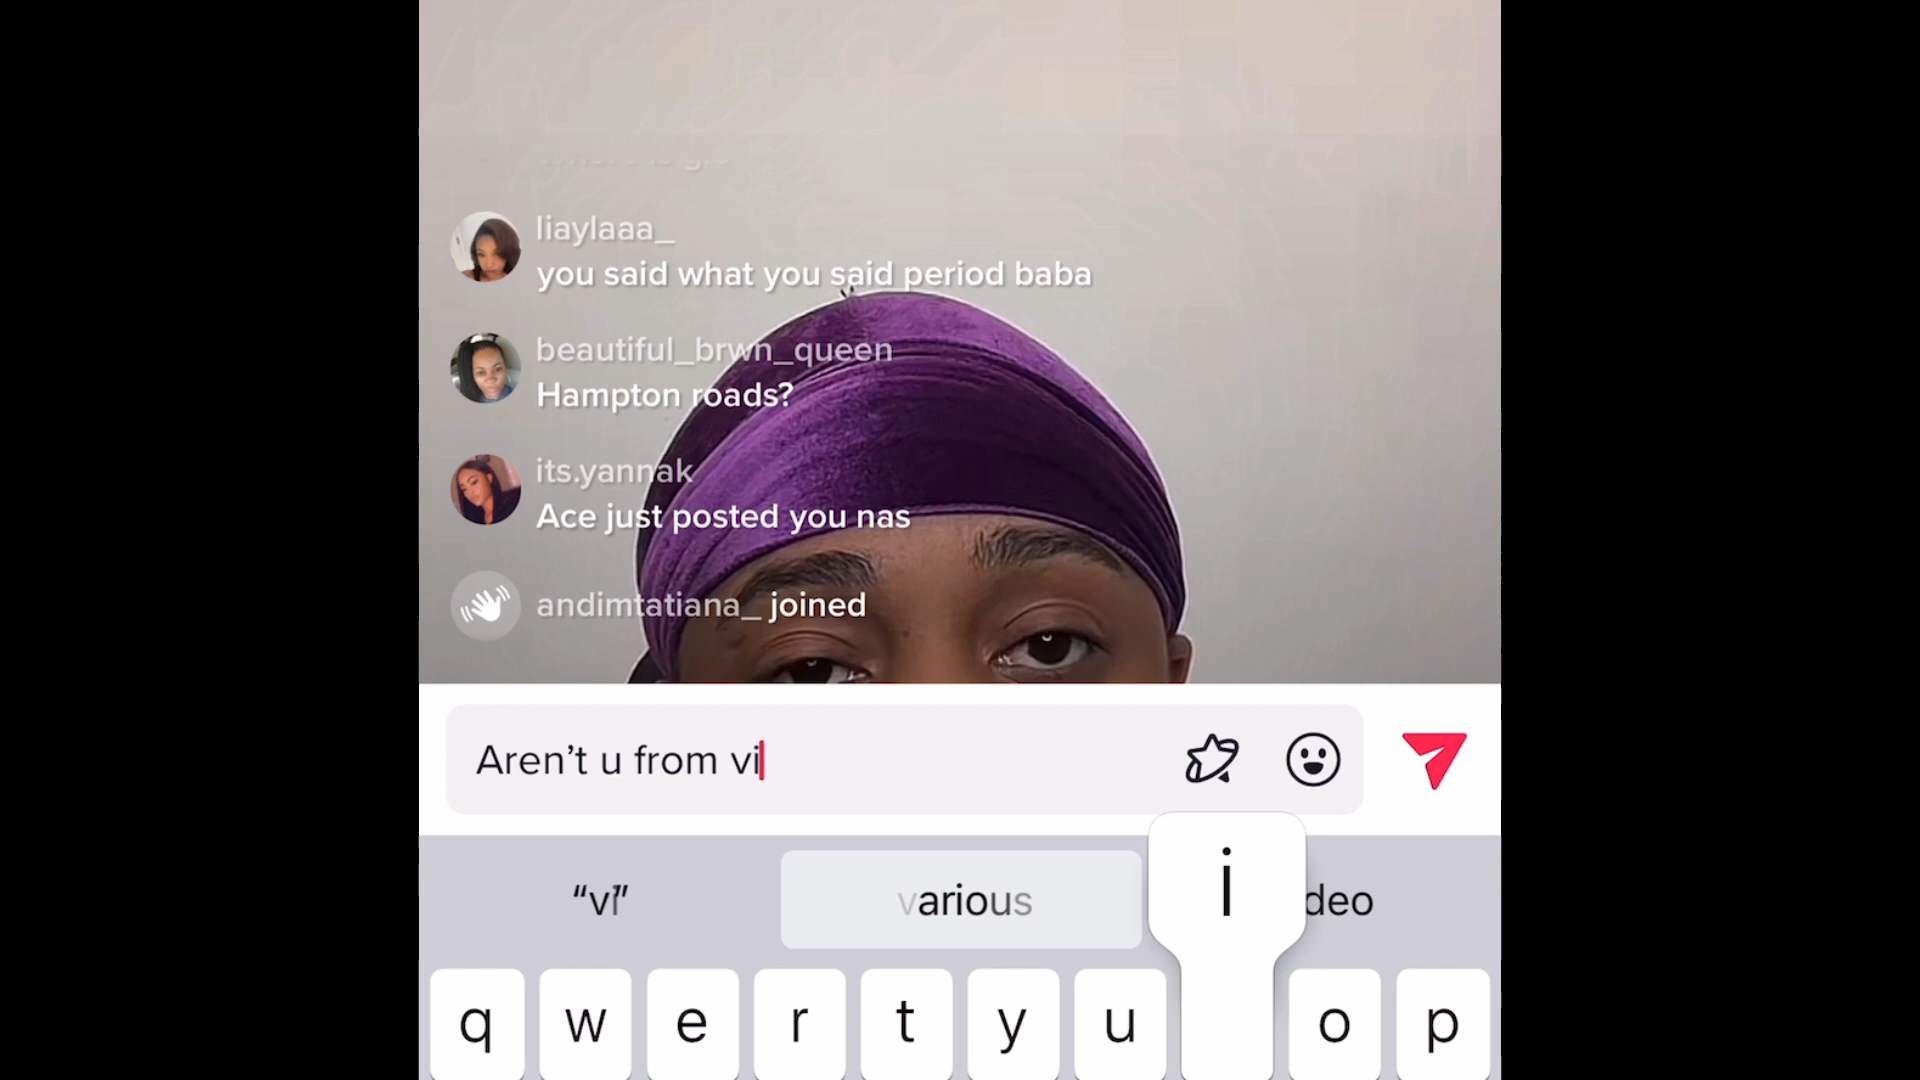 liaylaaa_
you said what you said period baba
beautiful_brwn_queen
Hampton roads?
its.yannak
Ace just posted you nas
andimtatiana_ joined
Aren’t u from vi
“vi” various deo
i
q w e r t y u o p